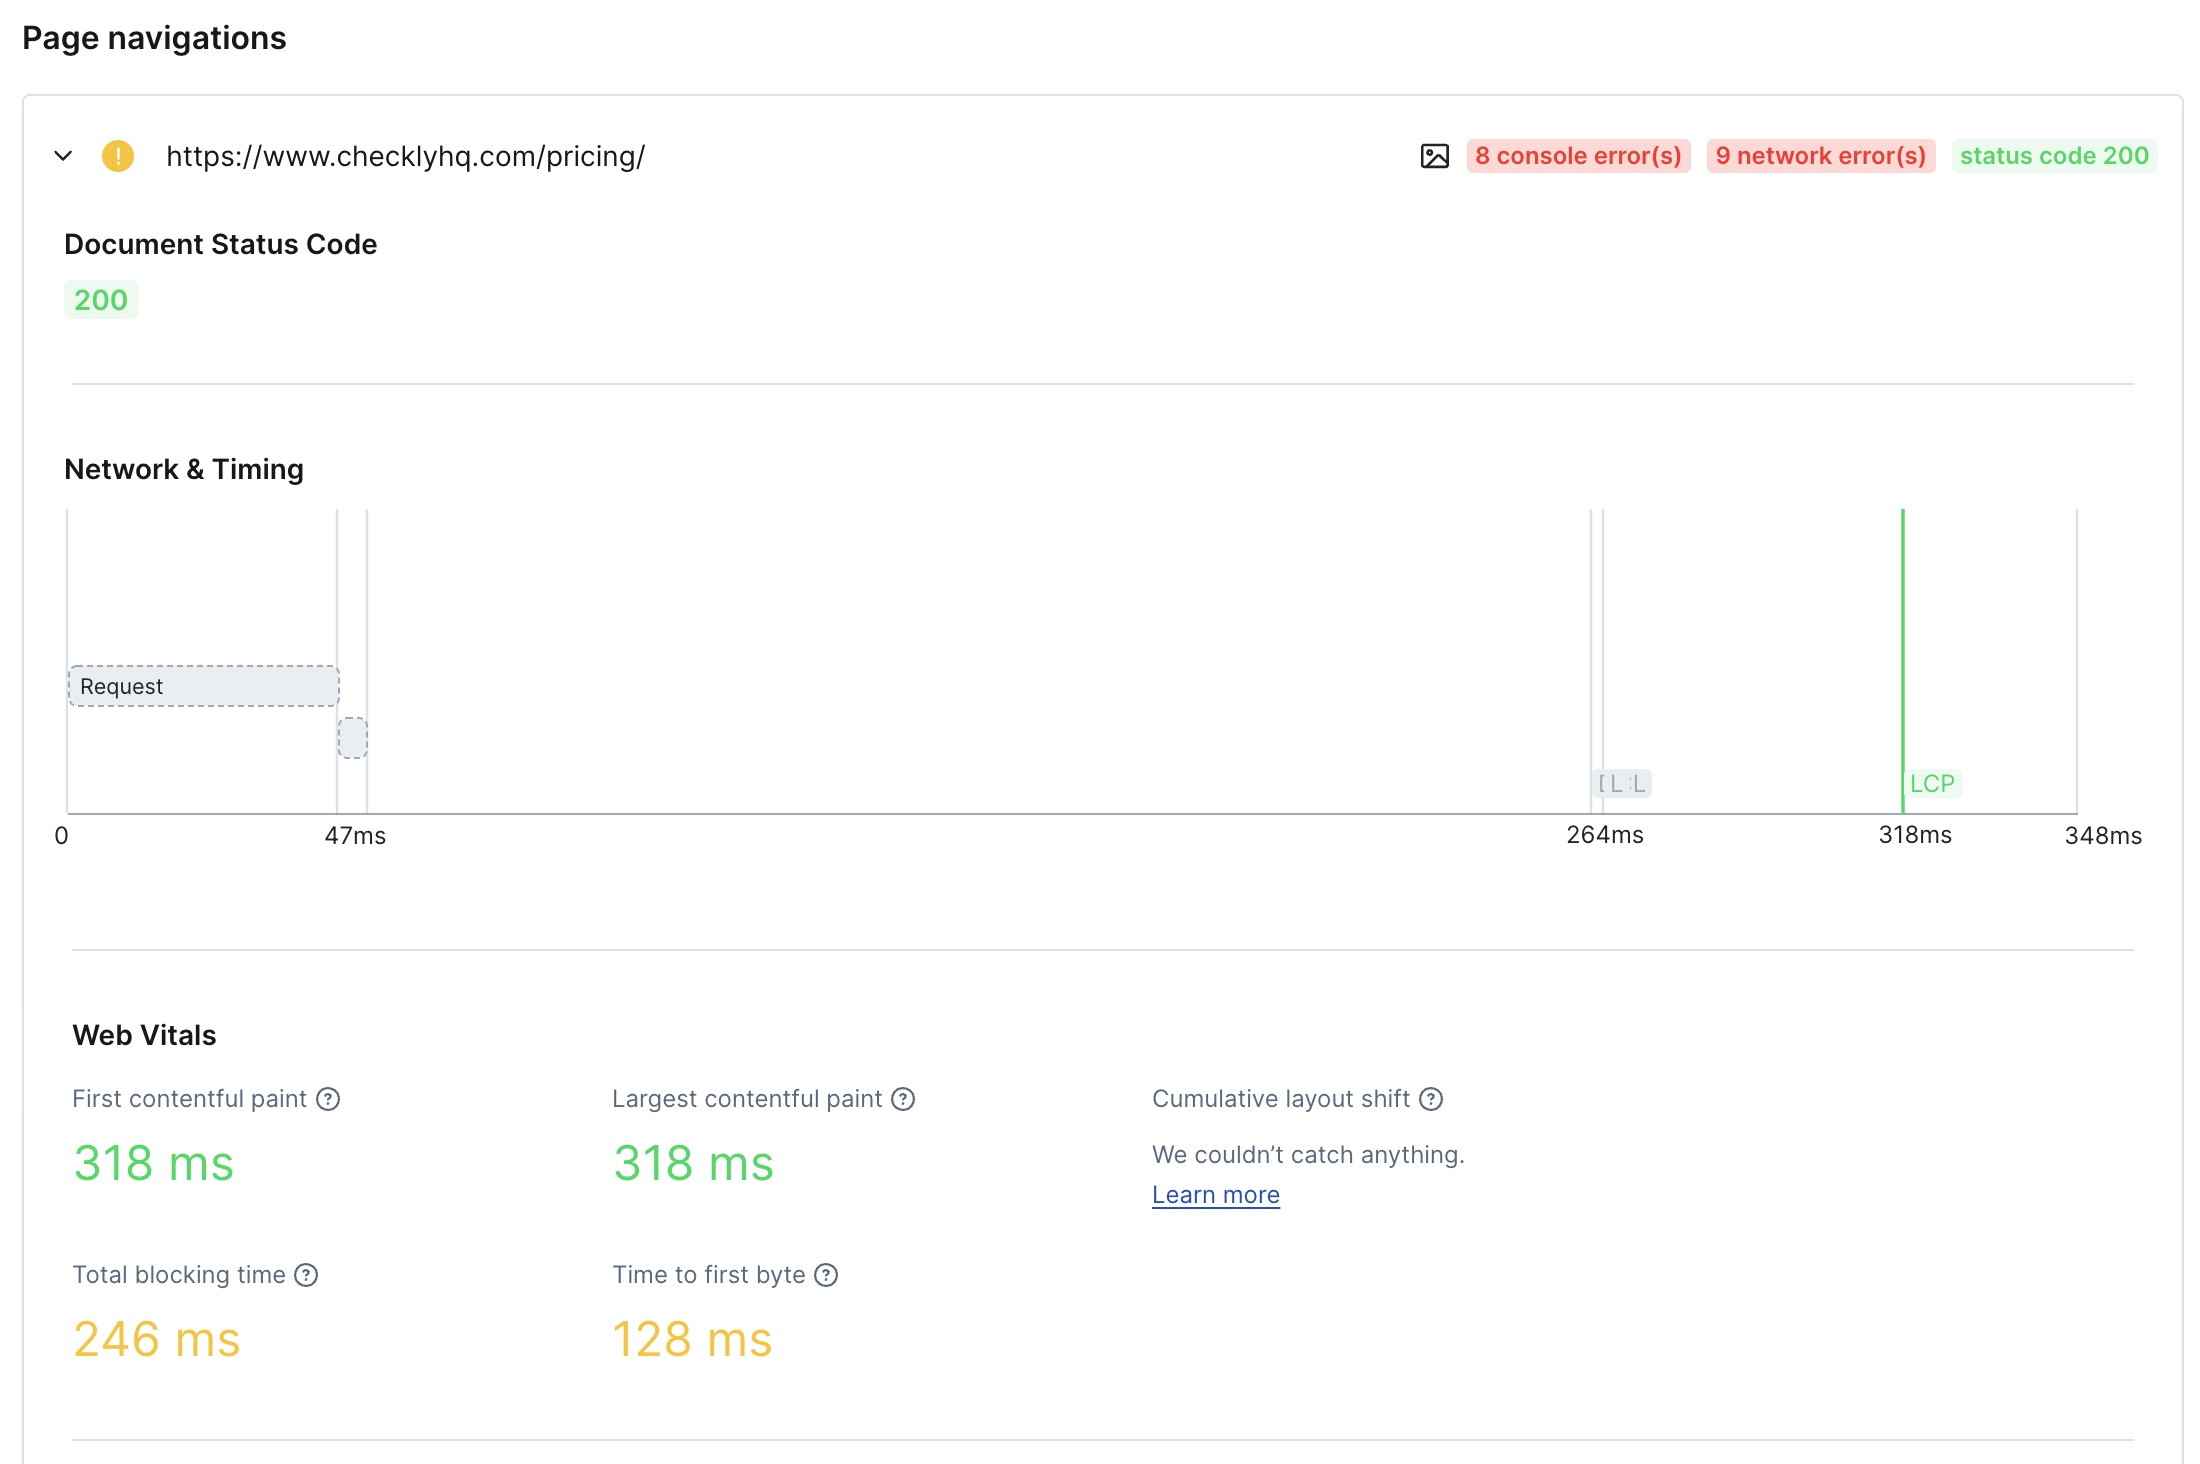 Page navigations
https://www.checklyhq.com/pricing/
8 console error(s) 9 network error(s) status code 200
Document Status Code
200
Network & Timing
Request
LCP
0 47ms 264ms 318ms 348ms
Web Vitals
First contentful paint Largest contentful paint Cumulative layout shift
318 ms 318 ms We couldn’t catch anything.
Learn more
Total blocking time Time to first byte
246 ms 128 ms